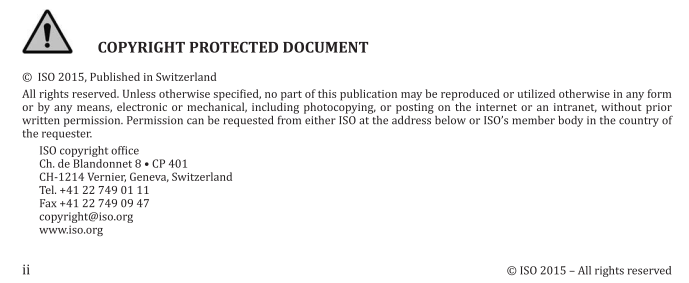 COPYRIGHT PROTECTED DOCUMENT
© ISO 2015, Published in Switzerland
All rights reserved. Unless otherwise specified, no part of this publication may be reproduced or utilized otherwise in any form
or by any means, electronic or mechanical, including photocopying, or posting on the internet or an intranet, without prior
written permission. Permission can be requested from either ISO at the address below or ISO's member body in the country of
the requester.
ISO copyright office
Ch. de Blandonnet 8 • CP 401
CH-1214 Vernier, Geneva, Switzerland
Tel. +41 22 749 01 11
Fax +41 22 749 09 47
copyright@iso.org
www.iso.org
ii
© ISO 2015 – All rights reserved